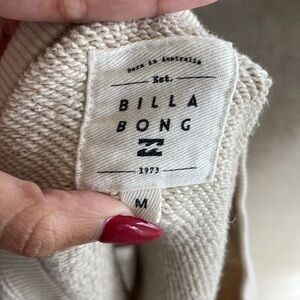 Born in Australia
Est.
BILLA
BONG
1973
M